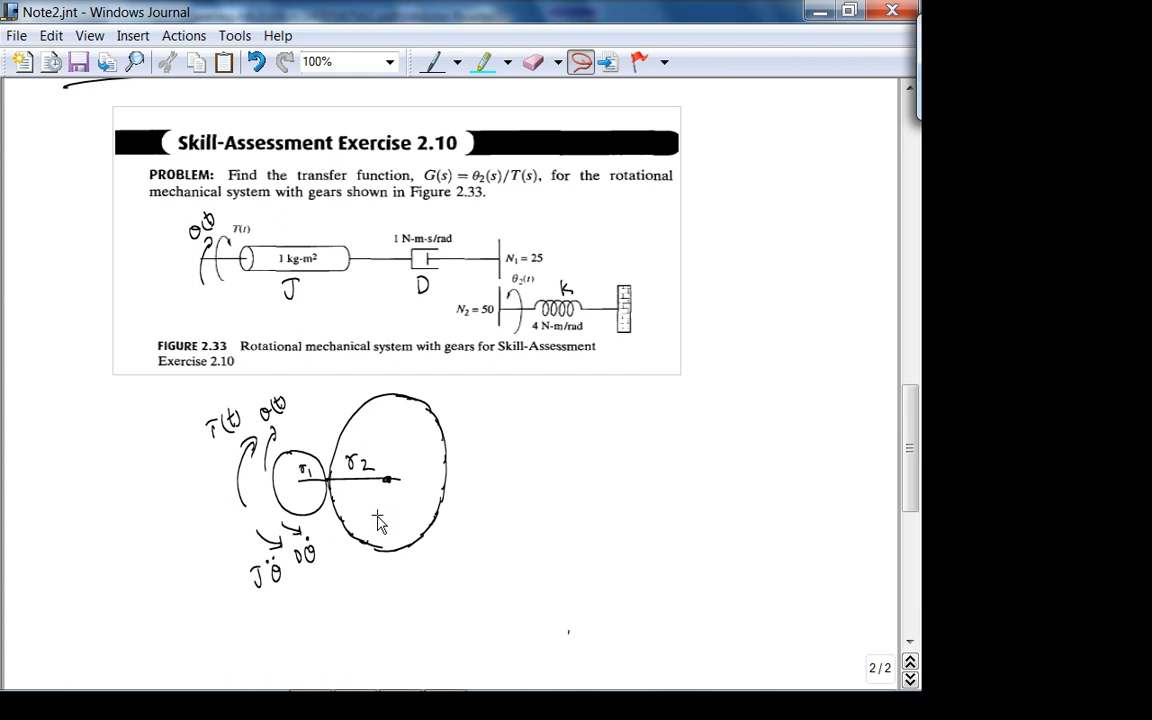 Note2.jnt - Windows Journal
File Edit View Insert Actions Tools Help
100%
Skill-Assessment Exercise 2.10
PROBLEM: Find the transfer function, G(s) = θ₂(s)/T(s), for the rotational
mechanical system with gears shown in Figure 2.33.
θ(t)
T(t)
1 kg-m²
J
1 N-m-s/rad
D
N₁ = 25
θ₂(t)
K
N₂ = 50
4 N-m/rad
FIGURE 2.33 Rotational mechanical system with gears for Skill-Assessment
Exercise 2.10
T(t) θ(t)
r₁ r₂
Jθ̈ Dθ̇
2 / 2